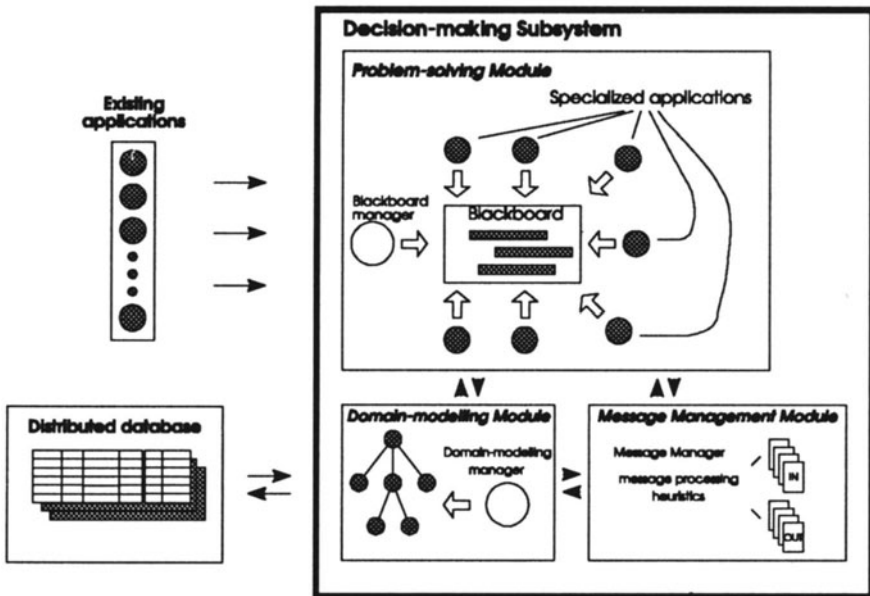 Decision-making Subsystem
Problem-solving Module
Specialized applications
Existing
applications
Blackboard
manager
Blackboard
Distributed database
Domain-modelling Module
Domain-modelling
manager
Message Management Module
Message Manager
message processing
heuristics
IN
OUT